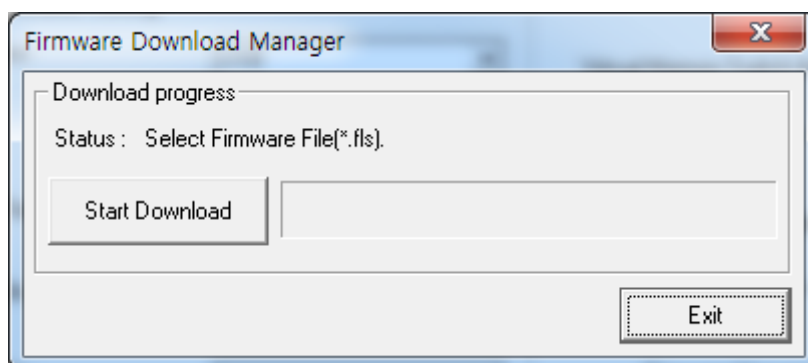 Firmware Download Manager
Download progress
Status : Select Firmware File(*.fls).
Start Download
Exit